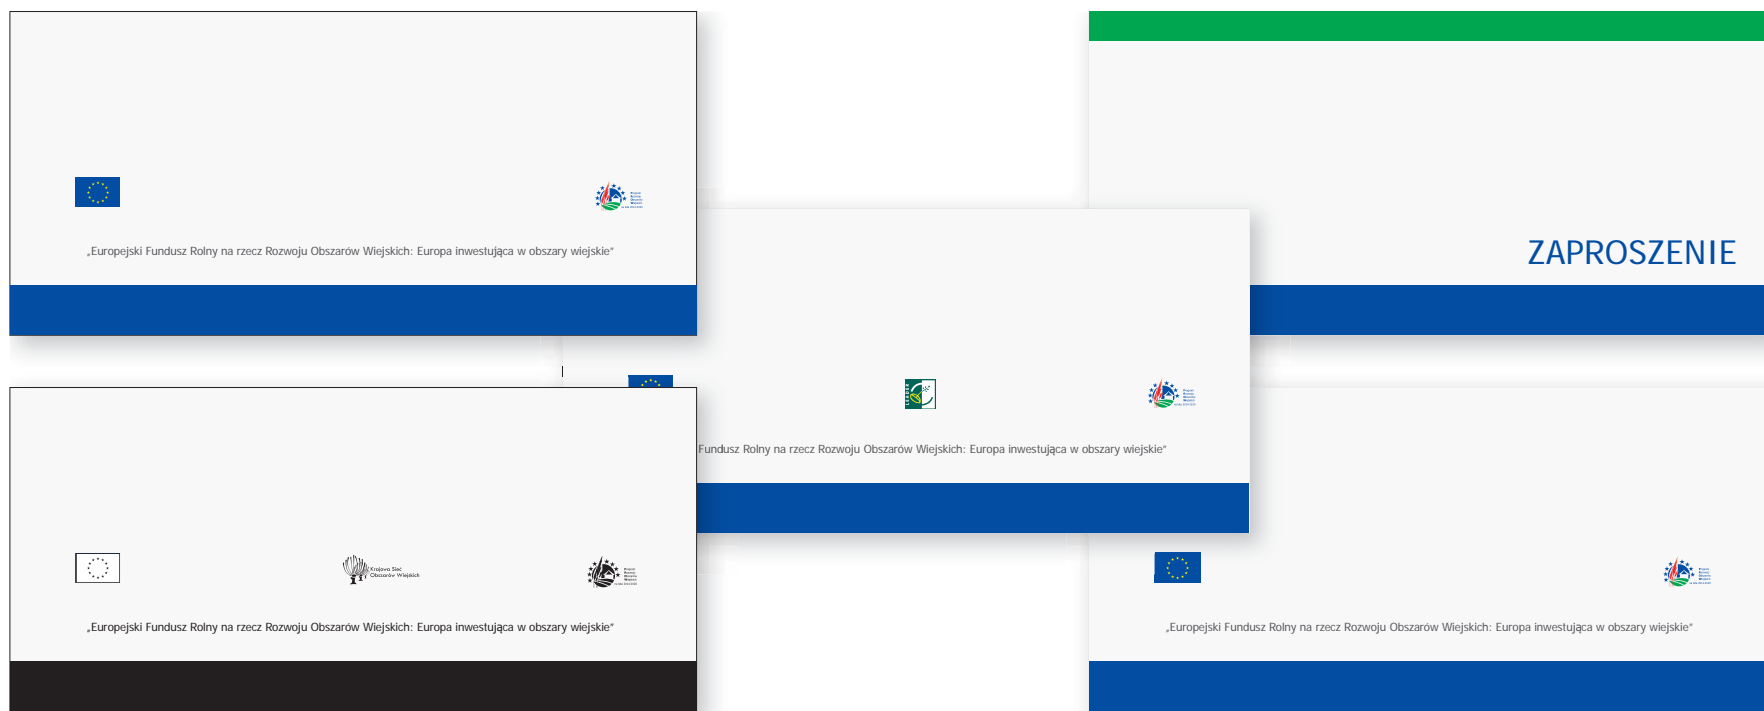 „Europejski Fundusz Rolny na rzecz Rozwoju Obszarów Wiejskich: Europa inwestująca w obszary wiejskie”
ZAPROSZENIE
LEADER
Fundusz Rolny na rzecz Rozwoju Obszarów Wiejskich: Europa inwestująca w obszary wiejskie”
Krajowa Sieć
Obszarów Wiejskich
„Europejski Fundusz Rolny na rzecz Rozwoju Obszarów Wiejskich: Europa inwestująca w obszary wiejskie”
„Europejski Fundusz Rolny na rzecz Rozwoju Obszarów Wiejskich: Europa inwestująca w obszary wiejskie”